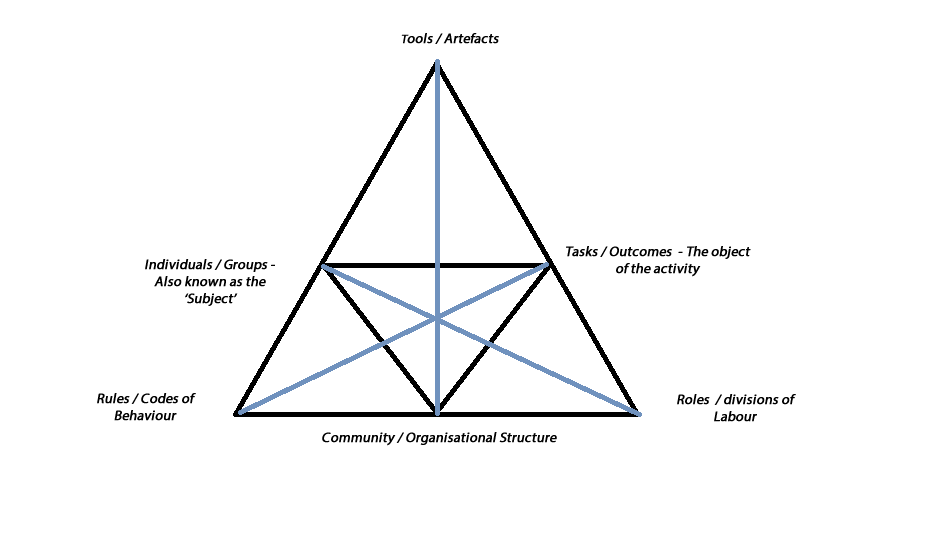 Tools / Artefacts
Individuals / Groups -
Also known as the
‘Subject’
Tasks / Outcomes  - The object
of the activity
Rules / Codes of
Behaviour
Roles  / divisions of
Labour
Community / Organisational Structure